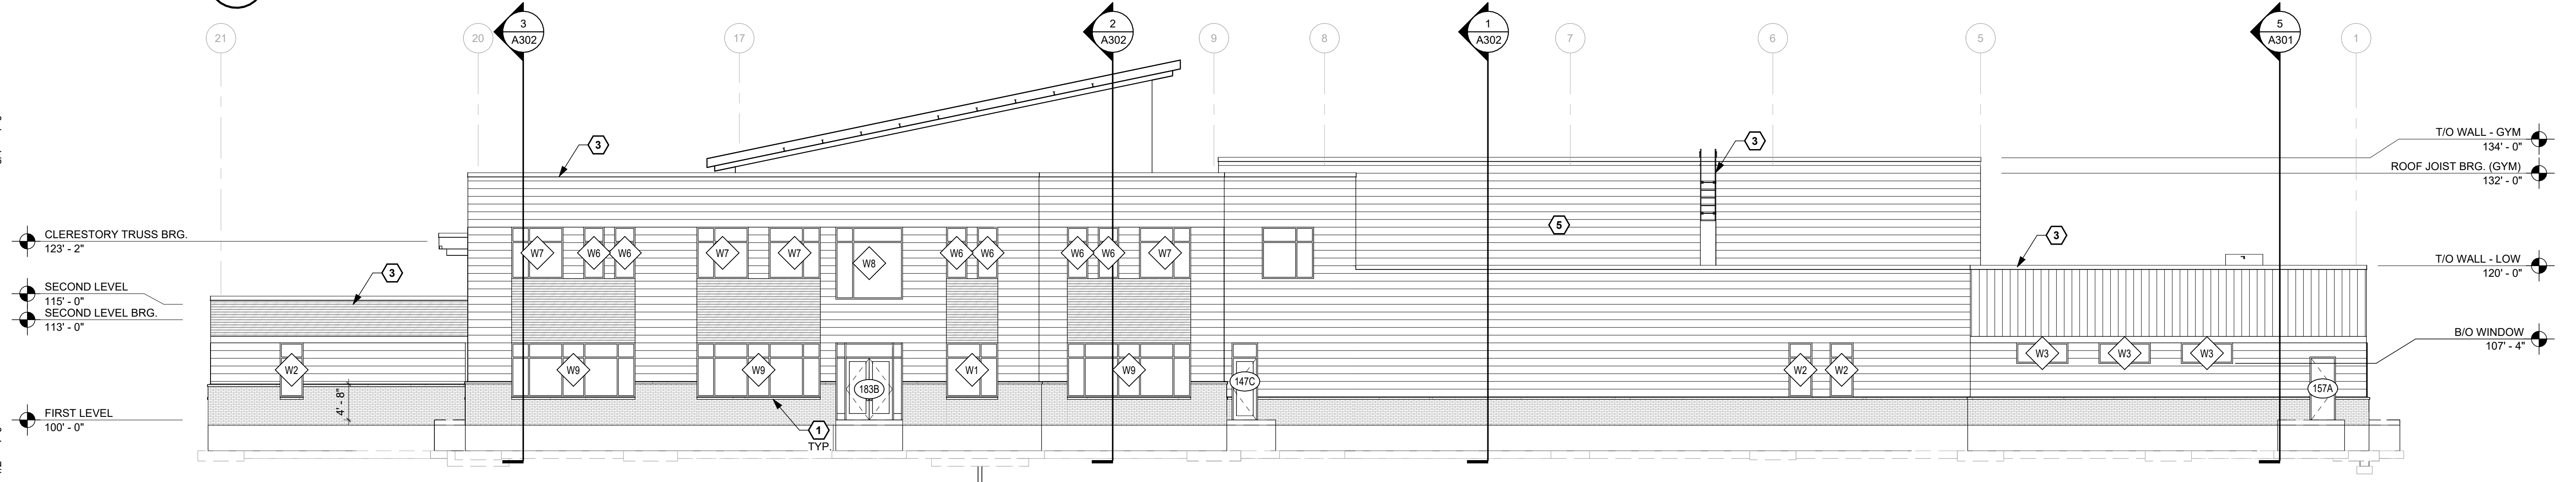 3
A302
2
A302
1
A302
5
A301
21
20
17
9
8
7
6
5
1
3
3
3
3
5
T/O WALL - GYM
134' - 0"
ROOF JOIST BRG. (GYM)
132' - 0"
CLERESTORY TRUSS BRG.
123' - 2"
T/O WALL - LOW
120' - 0"
SECOND LEVEL
115' - 0"
SECOND LEVEL BRG.
113' - 0"
B/O WINDOW
107' - 4"
FIRST LEVEL
100' - 0"
W7 W6 W6 W7 W7 W8 W6 W6 W6 W6 W7
W2 W9 W9 183B W1 W9 147C W2 W2 W3 W3 W3 157A
4' - 8"
1
TYP.